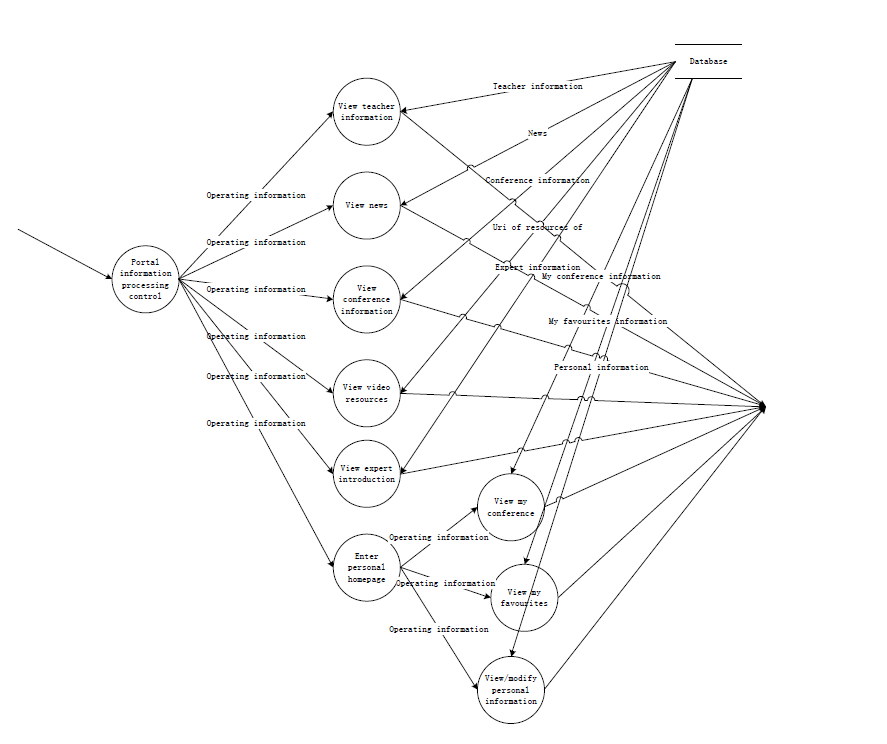 Database
Teacher information
View teacher
information
News
Conference information
Operating information
View news
Uri of resources of
Operating information
Expert information
My conference information
Portal
information
processing
control
Operating information
View
conference
information
My favourites information
Operating information
Personal information
Operating information
View video
resources
Operating information
View expert
introduction
View my
conference
Operating information
Enter
personal
homepage
Operating information
View my
favourites
Operating information
View/modify
personal
information